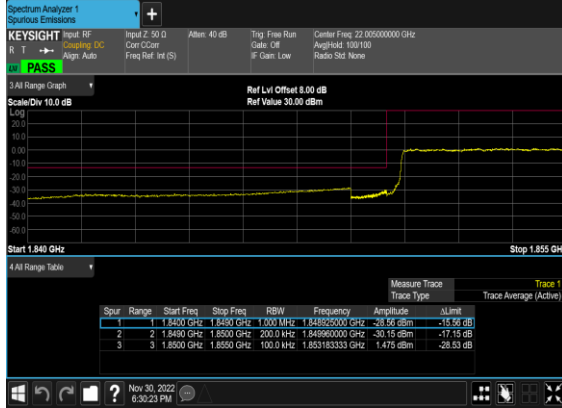 Spectrum Analyzer 1
Spurious Emissions
+
KEYSIGHT Input: RF Input Z: 50 Ω Atten: 40 dB Trig: Free Run Center Freq: 22.005000000 GHz
R T Coupling: DC Corr CCorr Gate: Off Avg|Hold: 100/100
Align: Auto Freq Ref: Int (S) IF Gain: Low Radio Std: None
PASS
3 All Range Graph
Ref Lvl Offset 8.00 dB
Scale/Div 10.0 dB Ref Value 30.00 dBm
Log
20.0
10.0
0.00
-10.0
-20.0
-30.0
-40.0
-50.0
-60.0
Start 1.840 GHz Stop 1.855 GH
4 All Range Table
Measure Trace Trace 1
Trace Type Trace Average (Active)
Spur Range Start Freq Stop Freq RBW Frequency Amplitude ΔLimit
1 1 1.8400 GHz 1.8490 GHz 1.000 MHz 1.848925000 GHz -28.56 dBm -15.56 dB
2 2 1.8490 GHz 1.8500 GHz 200.0 kHz 1.849960000 GHz -30.15 dBm -17.15 dB
3 3 1.8500 GHz 1.8550 GHz 100.0 kHz 1.853183333 GHz 1.475 dBm -28.53 dB
? Nov 30, 2022
6:30:23 PM